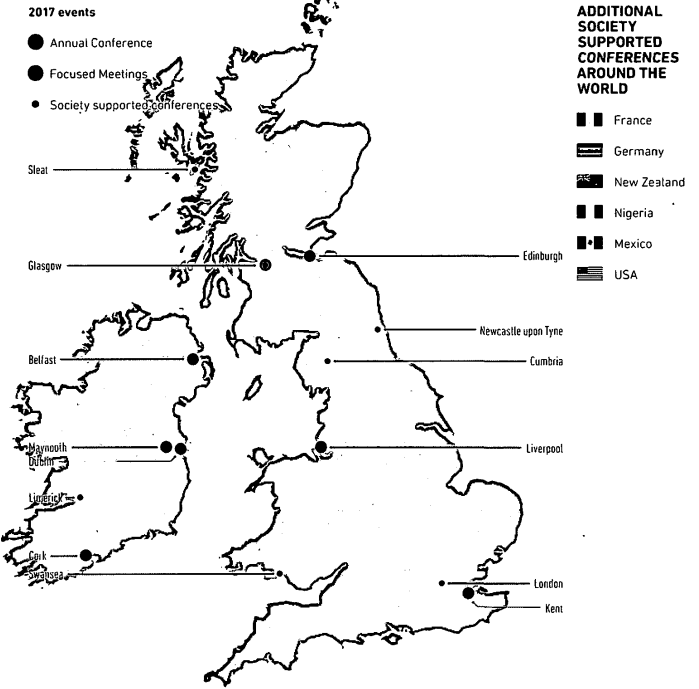 2017 events
Annual Conference
Focused Meetings
Society supported conferences
ADDITIONAL
SOCIETY
SUPPORTED
CONFERENCES
AROUND THE
WORLD
France
Germany
New Zealand
Nigeria
Mexico
USA
Sleat
Glasgow
Edinburgh
Newcastle upon Tyne
Belfast
Cumbria
Maynooth
Dublin
Liverpool
Limerick
Cork
Swansea
London
Kent